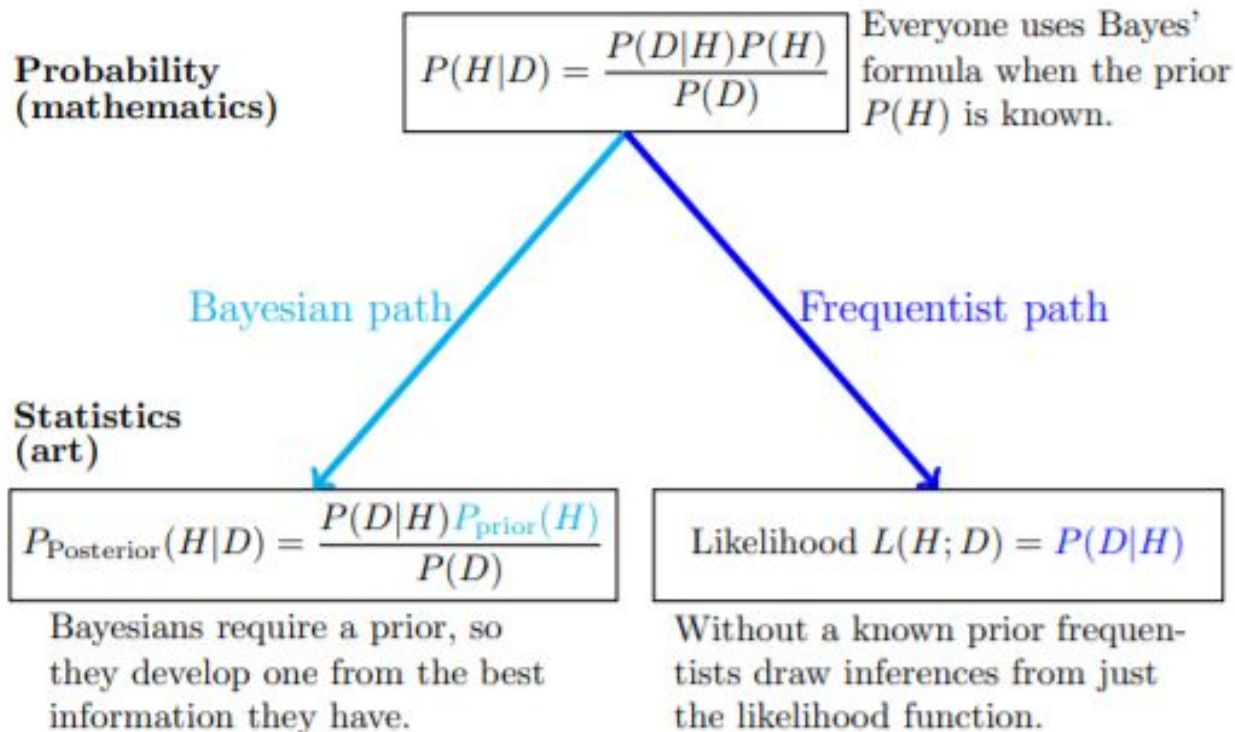 Probability
(mathematics)
P(H|D) = P(D|H)P(H) / P(D)
Everyone uses Bayes’
formula when the prior
P(H) is known.
Bayesian path
Frequentist path
Statistics
(art)
P_Posterior(H|D) = P(D|H)P_prior(H) / P(D)
Bayesians require a prior, so
they develop one from the best
information they have.
Likelihood L(H; D) = P(D|H)
Without a known prior frequen-
tists draw inferences from just
the likelihood function.